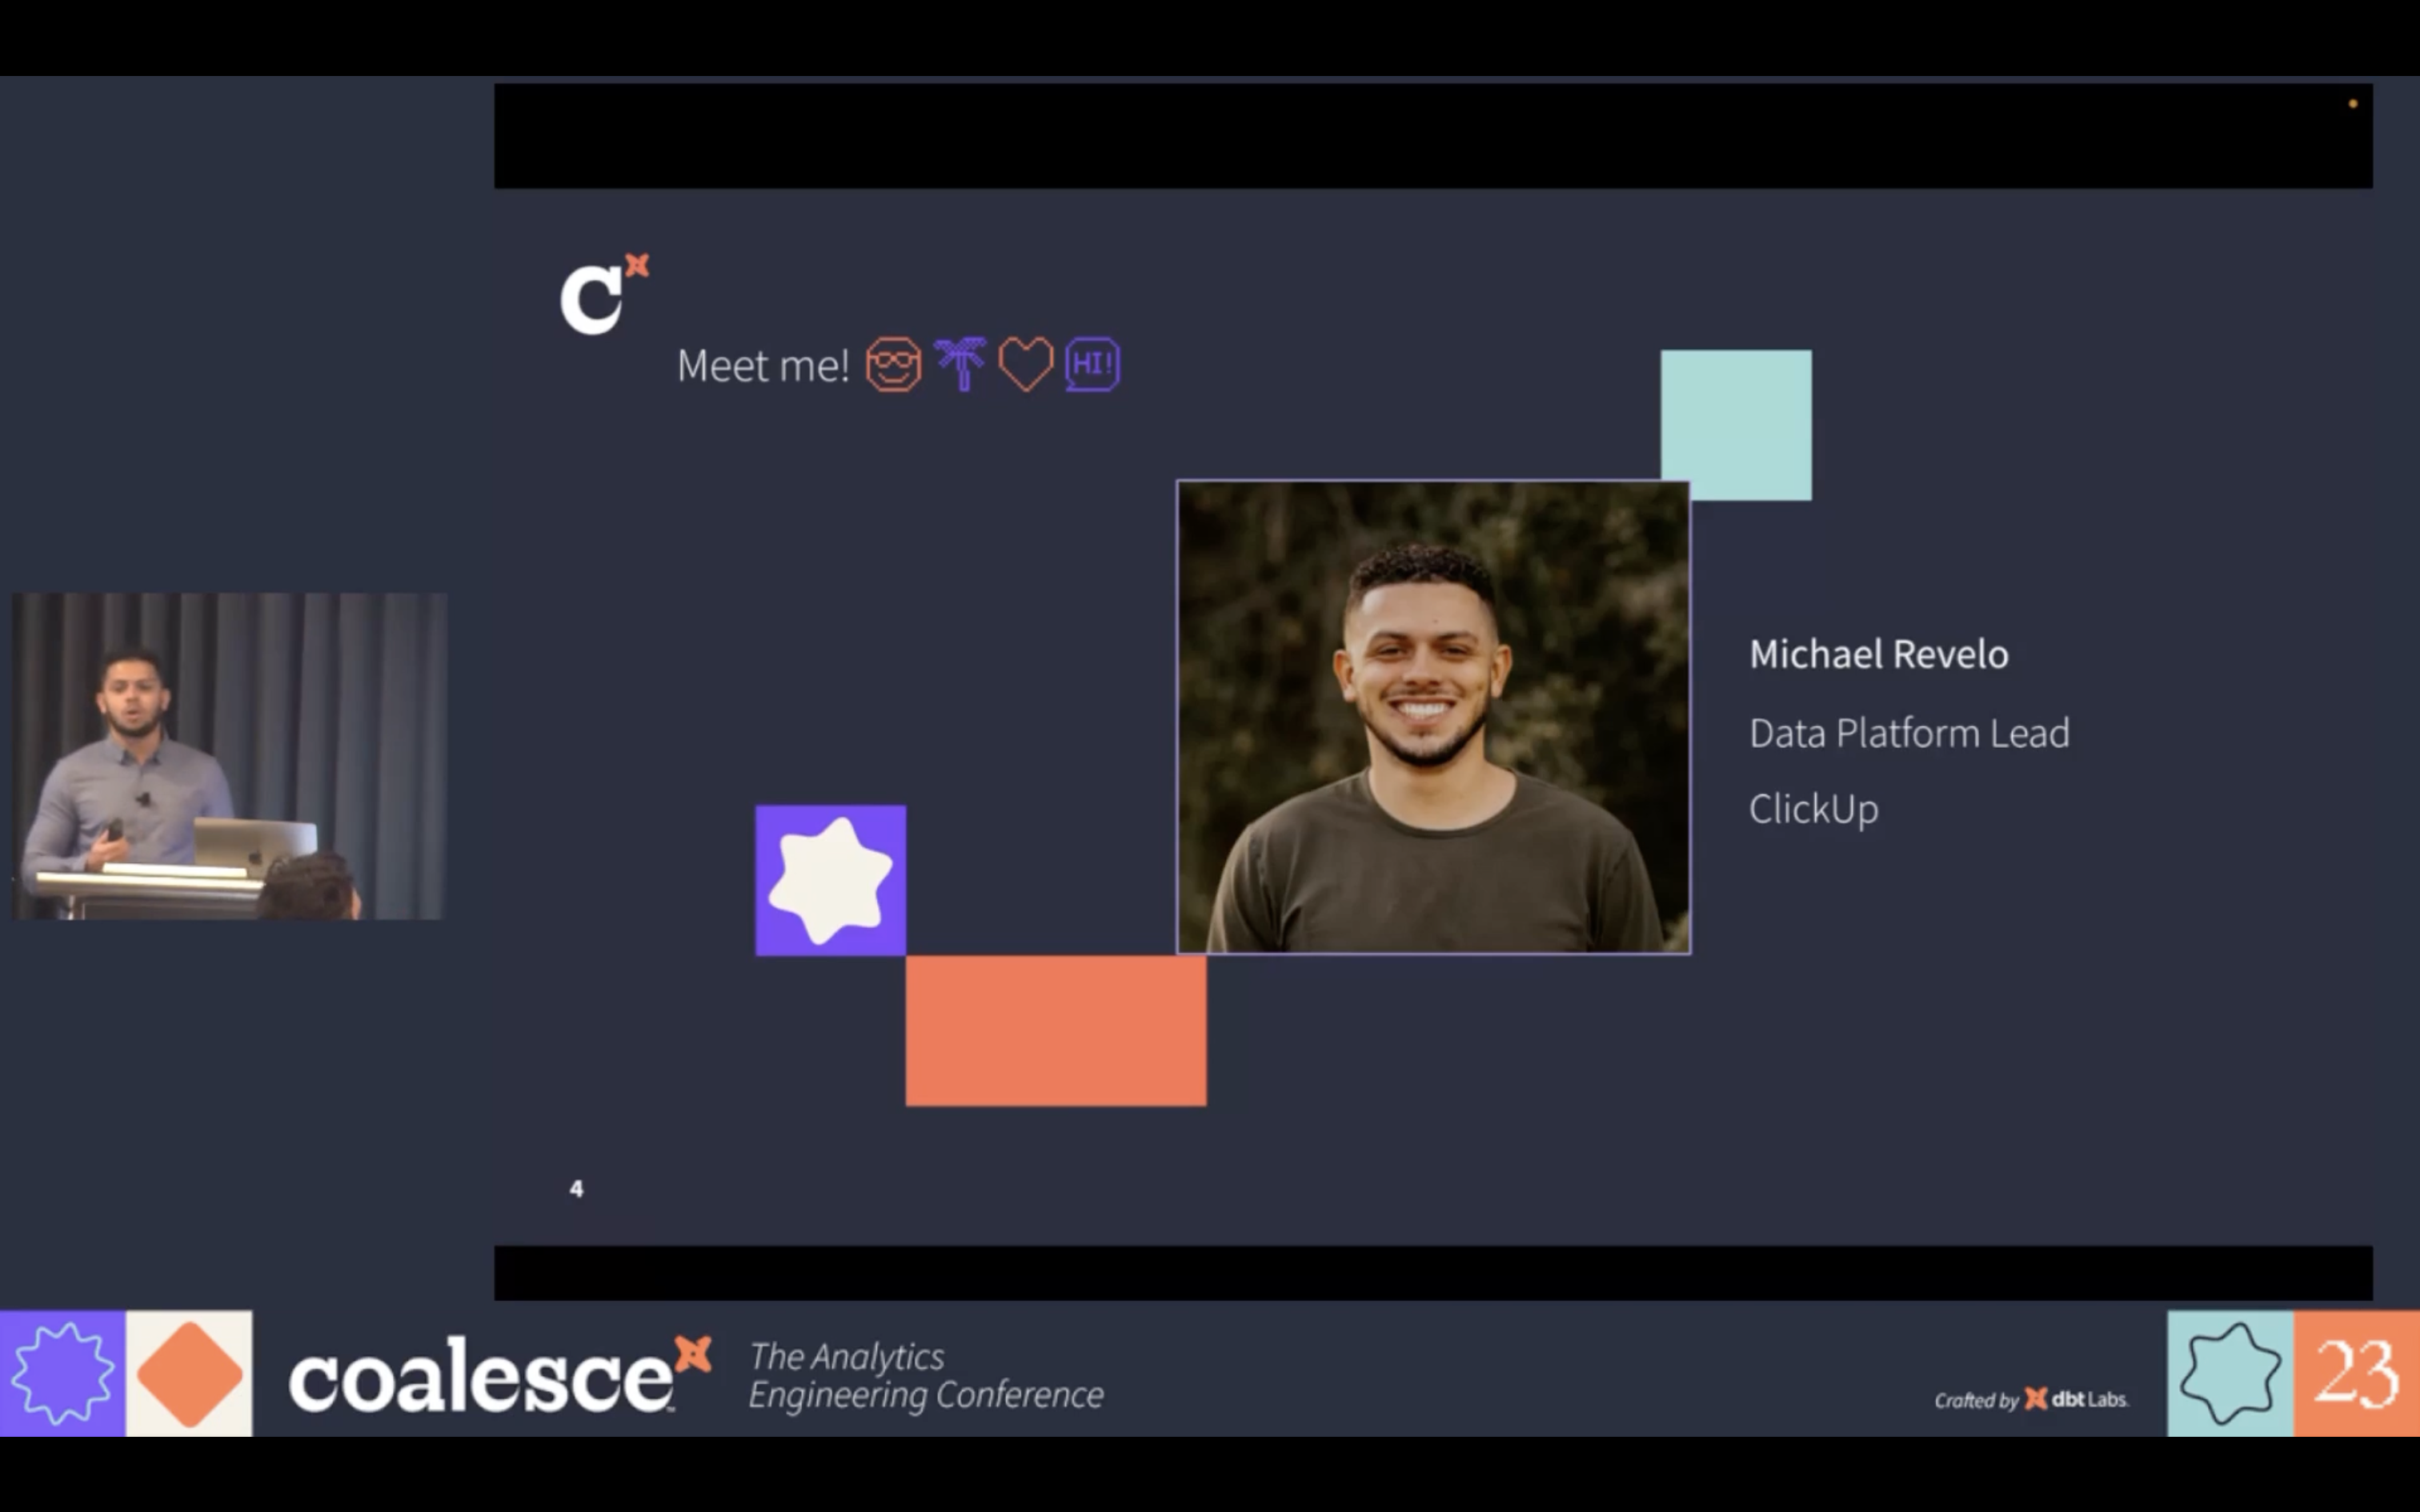 C
Meet me! HI!
Michael Revelo
Data Platform Lead
ClickUp
4
coalesce™
The Analytics
Engineering Conference
Crafted by dbt Labs.
23